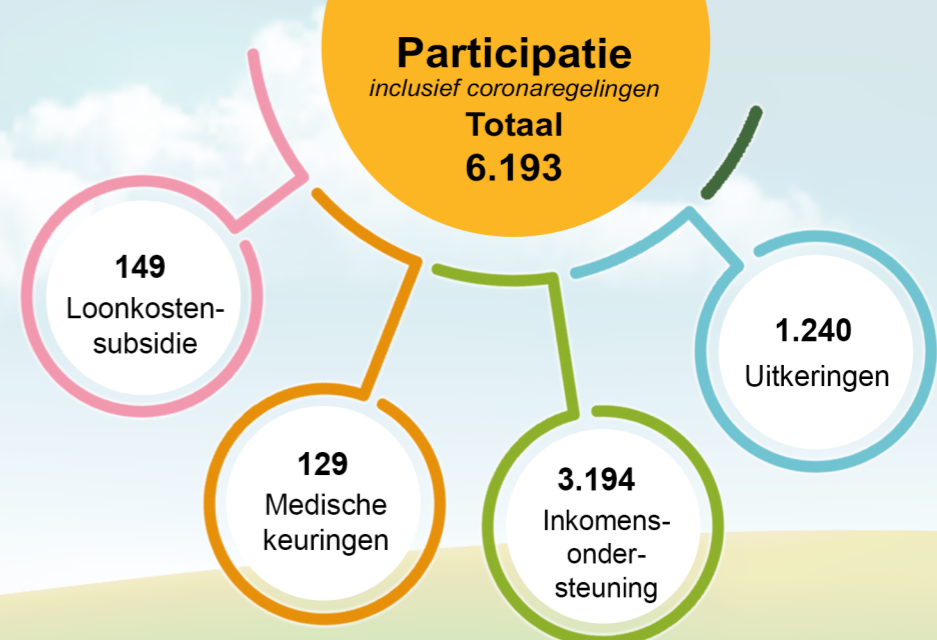 Participatie
inclusief coronaregelingen
Totaal
6.193
149
Loonkosten-
subsidie
129
Medische
keuringen
3.194
Inkomens-
onder-
steuning
1.240
Uitkeringen